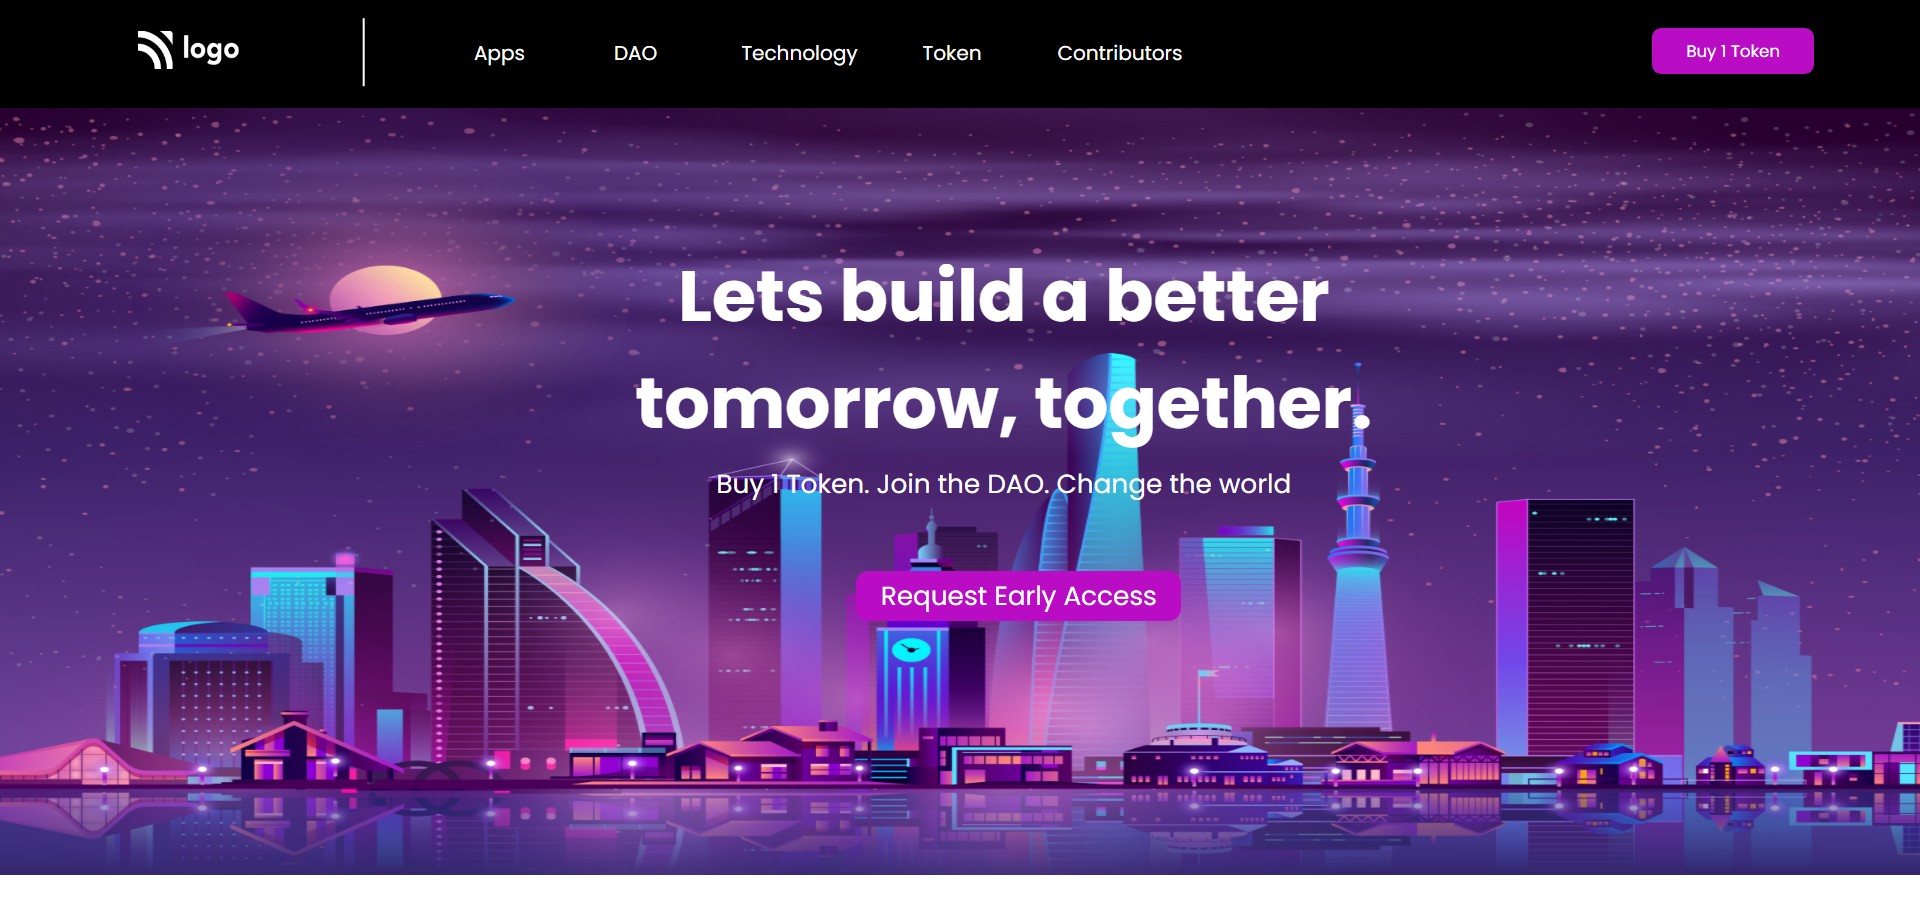 logo
Apps
DAO
Technology
Token
Contributors
Buy 1 Token
Lets build a better
tomorrow, together.
Buy 1 Token. Join the DAO. Change the world
Request Early Access